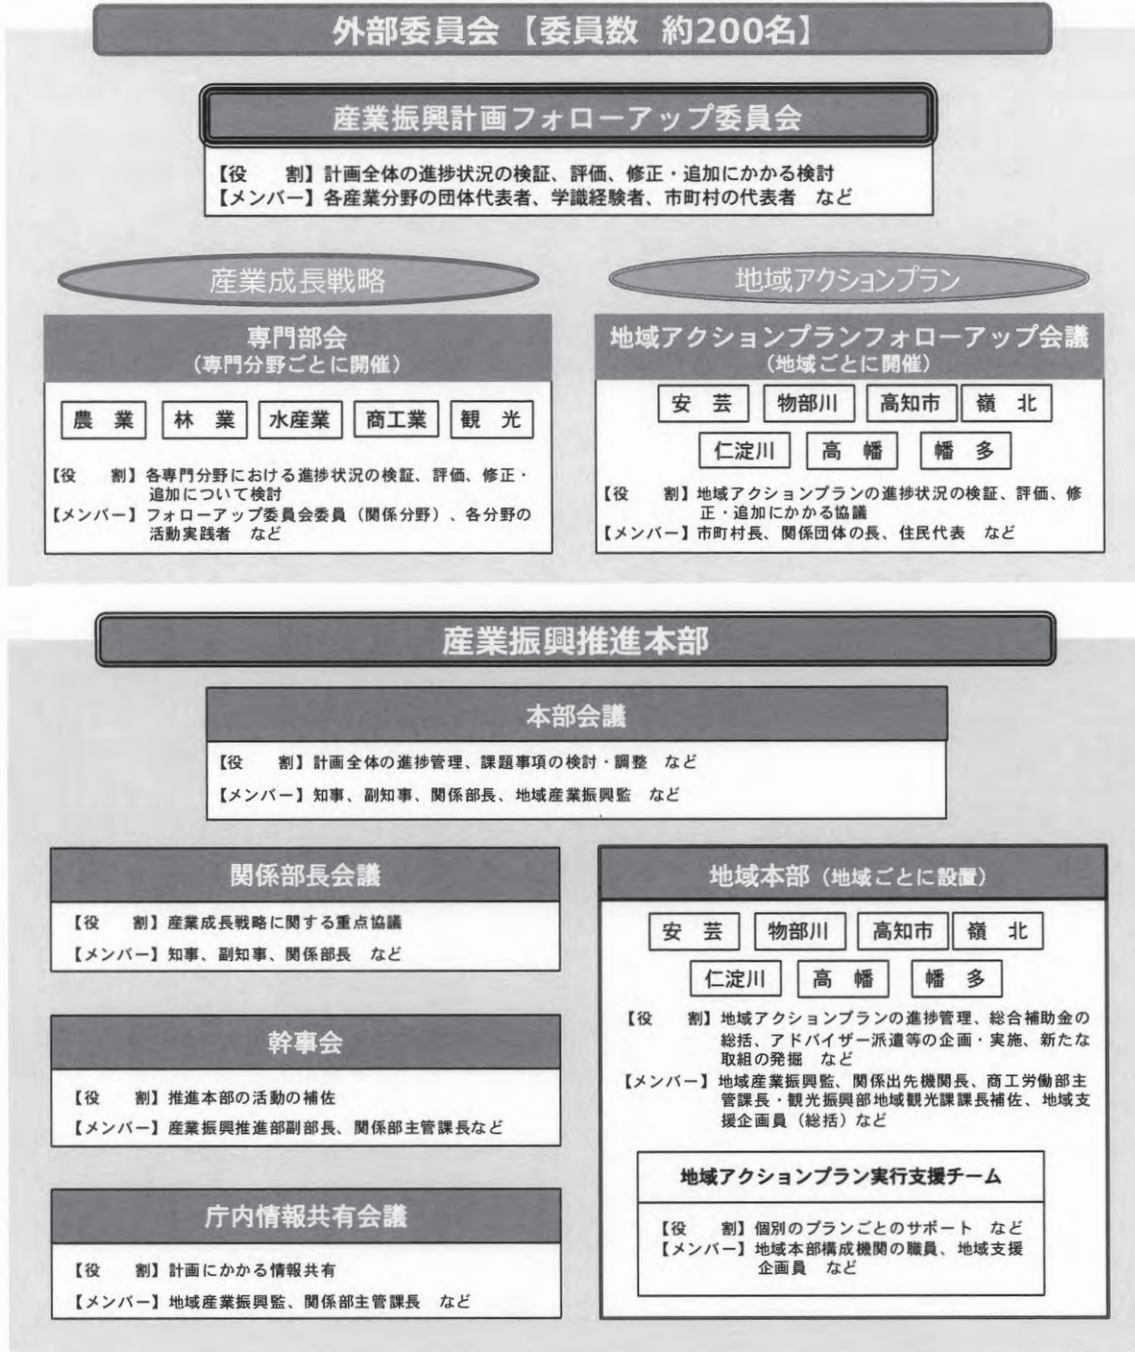 外部委員会【委員数 約200名】
産業振興計画フォローアップ委員会
【役 割】計画全体の進捗状況の検証、評価、修正・追加にかかる検討
【メンバー】各産業分野の団体代表者、学識経験者、市町村の代表者 など
産業成長戦略
専門部会
（専門分野ごとに開催）
農 業 林 業 水産業 商工業 観 光
【役 割】各専門分野における進捗状況の検証、評価、修正・
追加について検討
【メンバー】フォローアップ委員会委員（関係分野）、各分野の
活動実践者 など
地域アクションプラン
地域アクションプランフォローアップ会議
（地域ごとに開催）
安 芸 物部川 高知市 嶺 北
仁淀川 高 幡 幡 多
【役 割】地域アクションプランの進捗状況の検証、評価、修
正・追加にかかる協議
【メンバー】市町村長、関係団体の長、住民代表 など
産業振興推進本部
本部会議
【役 割】計画全体の進捗管理、課題事項の検討・調整 など
【メンバー】知事、副知事、関係部長、地域産業振興監 など
関係部長会議
【役 割】産業成長戦略に関する重点協議
【メンバー】知事、副知事、関係部長 など
幹事会
【役 割】推進本部の活動の補佐
【メンバー】産業振興推進部副部長、関係部主管課長など
庁内情報共有会議
【役 割】計画にかかる情報共有
【メンバー】地域産業振興監、関係部主管課長 など
地域本部（地域ごとに設置）
安 芸 物部川 高知市 嶺 北
仁淀川 高 幡 幡 多
【役 割】地域アクションプランの進捗管理、総合補助金の
総括、アドバイザー派遣等の企画・実施、新たな
取組の発掘 など
【メンバー】地域産業振興監、関係出先機関長、商工労働部主
管課長・観光振興部地域観光課課長補佐、地域支
援企画員（総括）など
地域アクションプラン実行支援チーム
【役 割】個別のプランごとのサポート など
【メンバー】地域本部構成機関の職員、地域支援
企画員 など